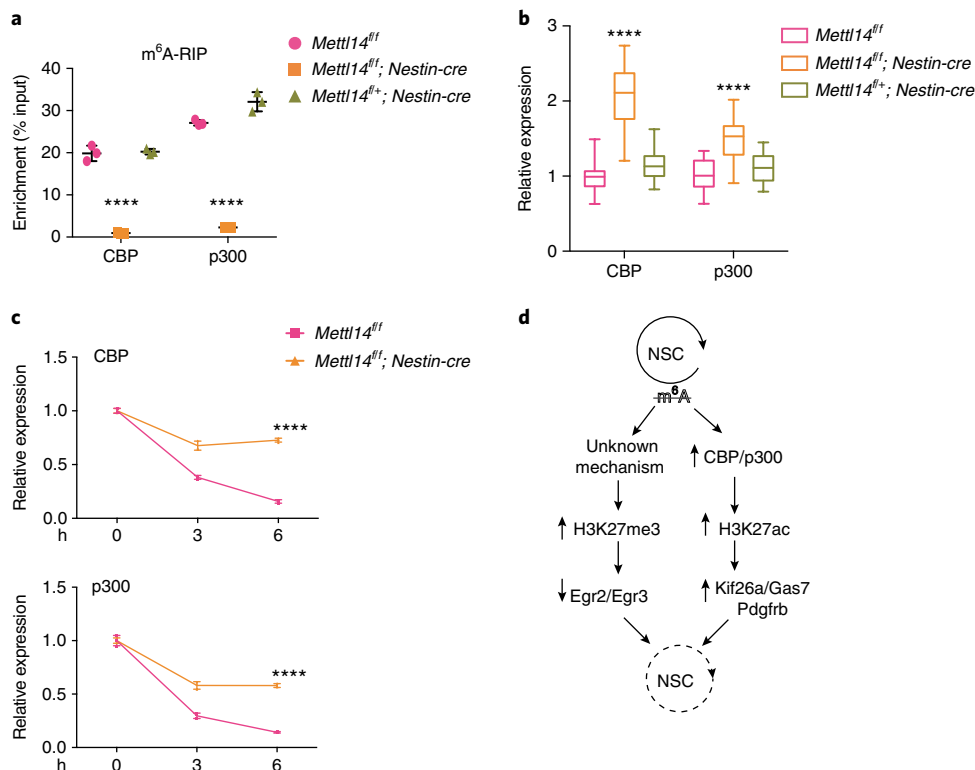 a
m⁶A-RIP
Mettl14f/f
Mettl14f/f; Nestin-cre
Mettl14f/+; Nestin-cre
Enrichment (% input)
40
30
20
10
0
****
****
CBP
p300
b
Mettl14f/f
Mettl14f/f; Nestin-cre
Mettl14f/+; Nestin-cre
Relative expression
3
2
1
0
****
****
CBP
p300
c
Mettl14f/f
Mettl14f/f; Nestin-cre
CBP
Relative expression
1.5
1.0
0.5
0.0
****
h
0
3
6
p300
Relative expression
1.5
1.0
0.5
0.0
****
h
0
3
6
d
NSC
m⁶A
Unknown
mechanism
CBP/p300
H3K27me3
H3K27ac
Egr2/Egr3
Kif26a/Gas7
Pdgfrb
NSC